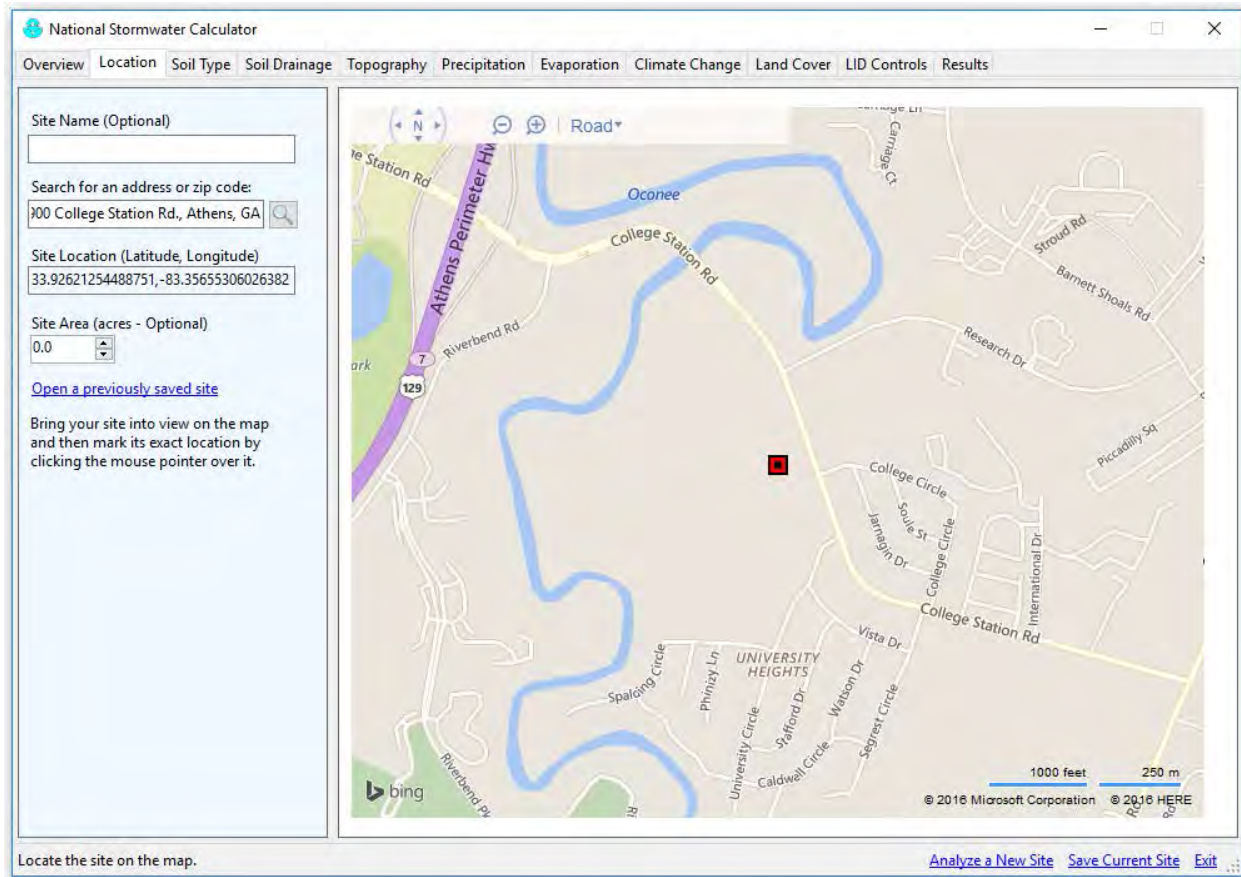 National Stormwater Calculator
Overview Location Soil Type Soil Drainage Topography Precipitation Evaporation Climate Change Land Cover LID Controls Results
Site Name (Optional)
Search for an address or zip code:
900 College Station Rd., Athens, GA
Site Location (Latitude, Longitude)
33.92621254488751,-83.35655306026382
Site Area (acres - Optional)
0.0
Open a previously saved site
Bring your site into view on the map
and then mark its exact location by
clicking the mouse pointer over it.
N
Road
Carriage Ct
College Station Rd
Athens Perimeter Hwy
Oconee
College Station Rd
Stroud Rd
Barnett Shoals Rd
Riverbend Rd
Research Dr
ark
7
129
Piccadilly Sq
College Circle
Soule St
Jarnagin Dr
College Circle
International Dr
College Station Rd
Vista Dr
UNIVERSITY
HEIGHTS
Spalding Circle
Phinizy Ln
University Circle
Stafford Dr
Watson Dr
Segrest Circle
Caldwell Circle
Riverbend Pk
bing
1000 feet 250 m
© 2016 Microsoft Corporation © 2016 HERE
Locate the site on the map.
Analyze a New Site Save Current Site Exit